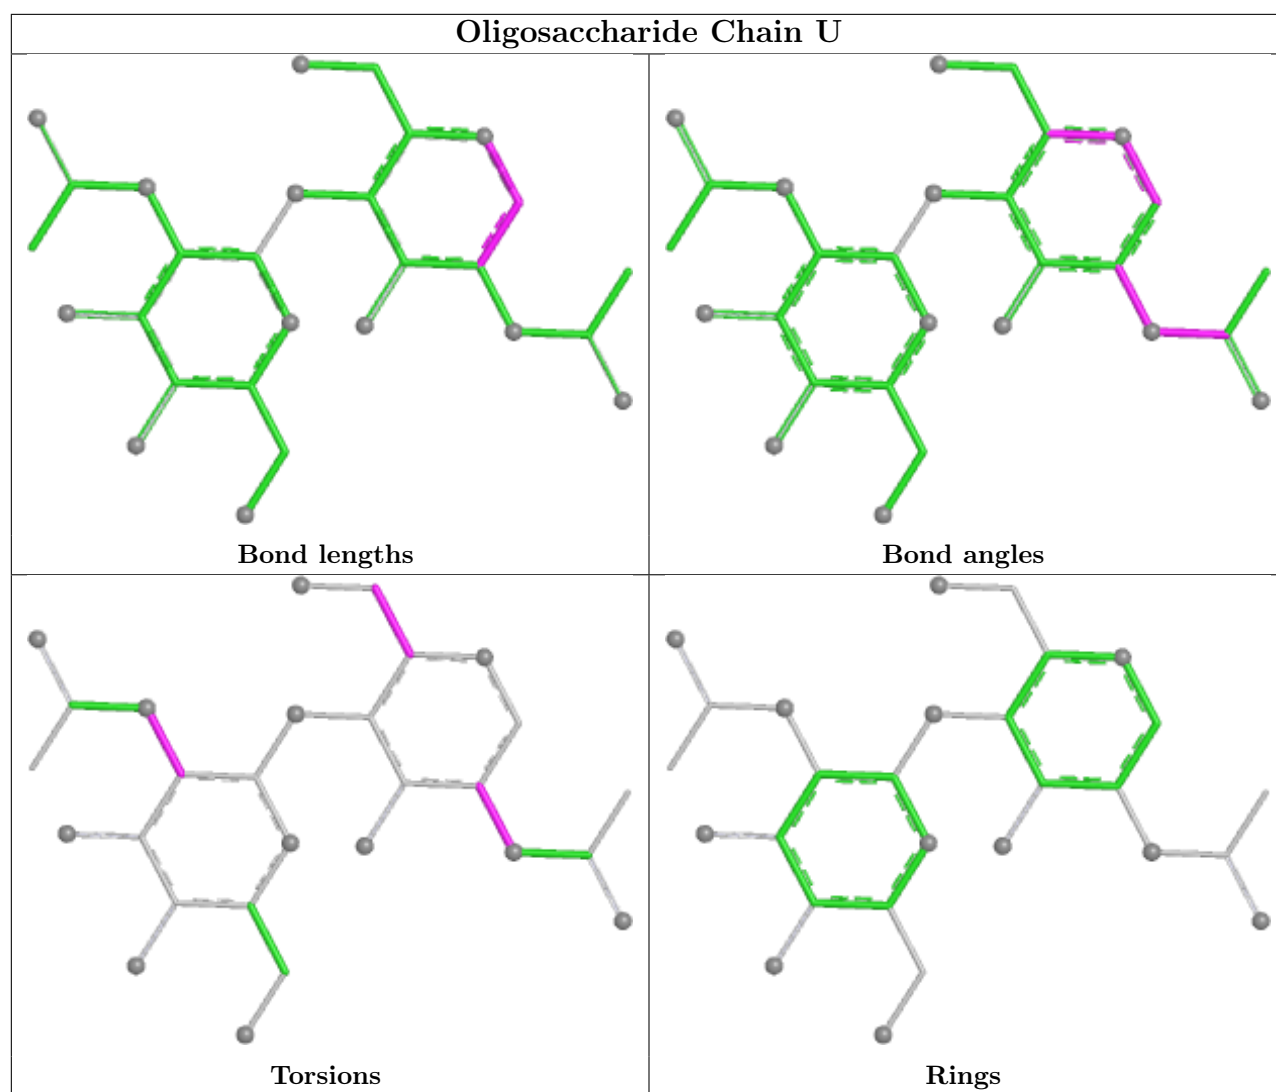 Oligosaccharide Chain U
Bond lengths
Bond angles
Torsions
Rings